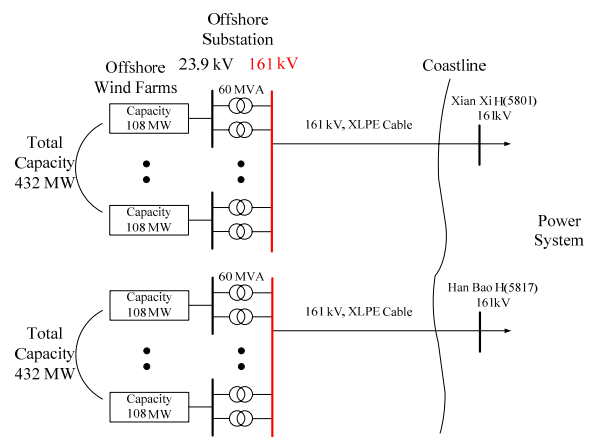 Offshore
Substation
23.9 kV 161 kV
Coastline
Offshore
Wind Farms
60 MVA
Capacity
108 MW
Xian Xi H(5801)
161kV
161 kV, XLPE Cable
Total
Capacity
432 MW
Capacity
108 MW
Power
System
60 MVA
Capacity
108 MW
Han Bao H(5817)
161kV
161 kV, XLPE Cable
Total
Capacity
432 MW
Capacity
108 MW